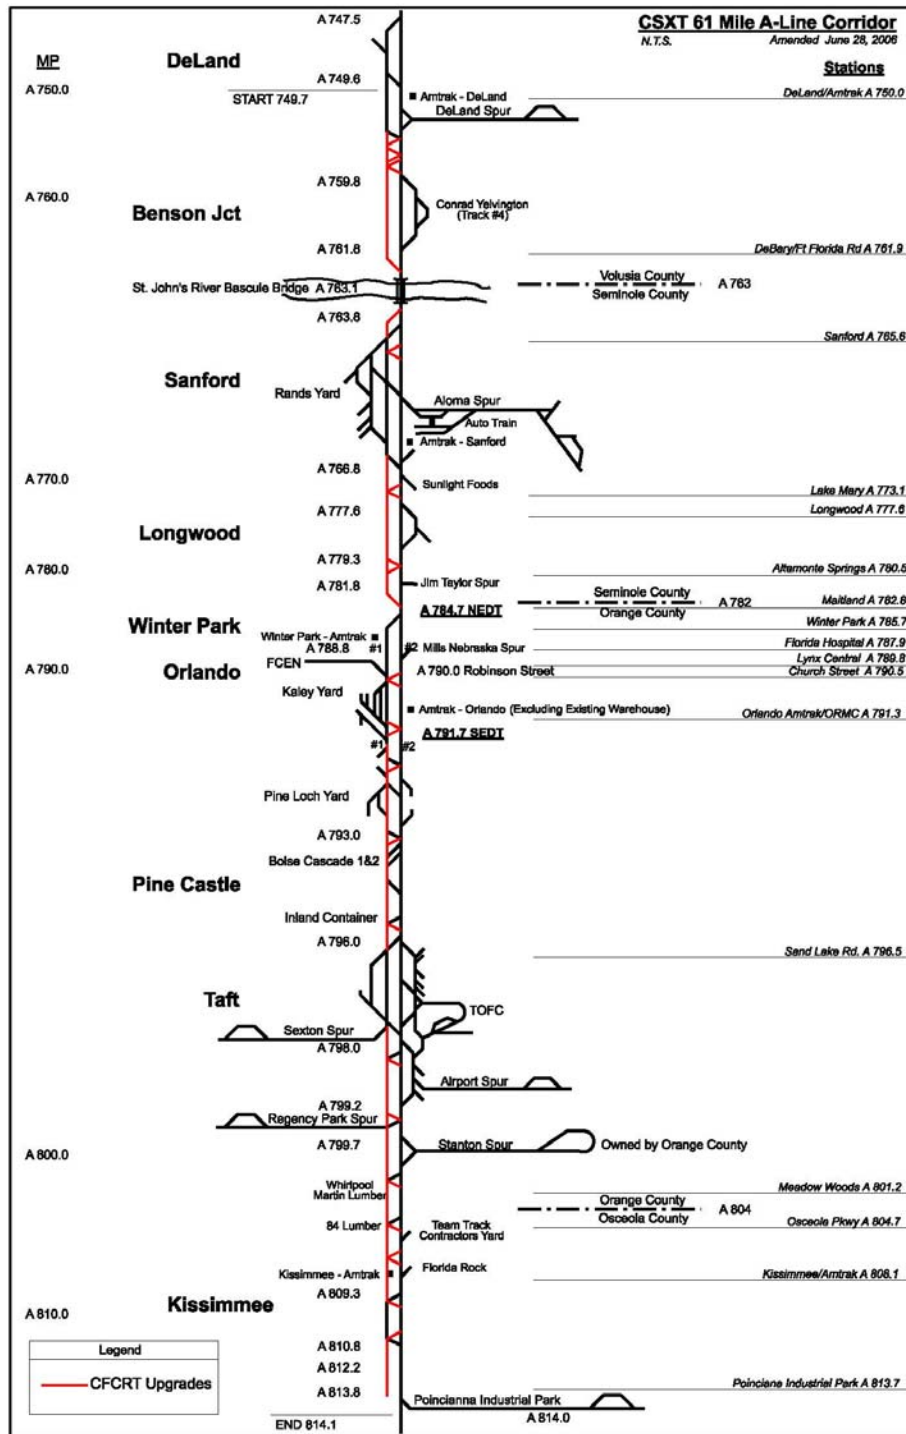 CSXT 61 Mile A-Line Corridor
N.T.S. Amended June 28, 2006
Stations
MP
A 747.5
DeLand
A 749.6
A 750.0
START 749.7
Amtrak - DeLand
DeLand/Amtrak A 750.0
DeLand Spur
A 759.8
A 760.0
Benson Jct
Conrad Yelvington
(Track #4)
A 761.8
DeBary/Ft Florida Rd A 761.9
Volusia County
A 763
Seminole County
St. John's River Bascule Bridge A 763.1
A 763.8
Sanford A 765.6
Sanford
Rands Yard
Aloma Spur
Auto Train
Amtrak - Sanford
A 766.8
A 770.0
Sunlight Foods
Lake Mary A 773.1
A 777.6
Longwood A 777.6
Longwood
A 779.3
A 780.0
Altamonte Springs A 780.5
A 781.8
Jim Taylor Spur
Seminole County
A 782
Orange County
Maitland A 782.8
A 784.7 NEDT
Winter Park
Winter Park A 785.7
Winter Park - Amtrak
A 788.8 #1
#2 Mills Nebraska Spur
Florida Hospital A 787.9
FCEN
Lynx Central A 789.8
A 790.0
Orlando
A 790.0 Robinson Street
Church Street A 790.5
Kaley Yard
Amtrak - Orlando (Excluding Existing Warehouse)
Orlando Amtrak/ORMC A 791.3
A 791.7 SEDT
#1 #2
Pine Loch Yard
A 793.0
Boise Cascade 1&2
Pine Castle
Inland Container
A 796.0
Sand Lake Rd. A 796.5
Taft
TOFC
Sexton Spur
A 798.0
Airport Spur
A 799.2
Regency Park Spur
A 799.7
Stanton Spur
Owned by Orange County
A 800.0
Whirlpool
Martin Lumber
Meadow Woods A 801.2
Orange County
A 804
Osceola County
84 Lumber
Team Track
Contractors Yard
Osceola Pkwy A 804.7
Kissimmee - Amtrak
Florida Rock
Kissimmee/Amtrak A 808.1
A 809.3
Kissimmee
A 810.0
A 810.8
A 812.2
A 813.8
Legend
CFCRT Upgrades
Poinciana Industrial Park A 813.7
Poincianna Industrial Park
A 814.0
END 814.1